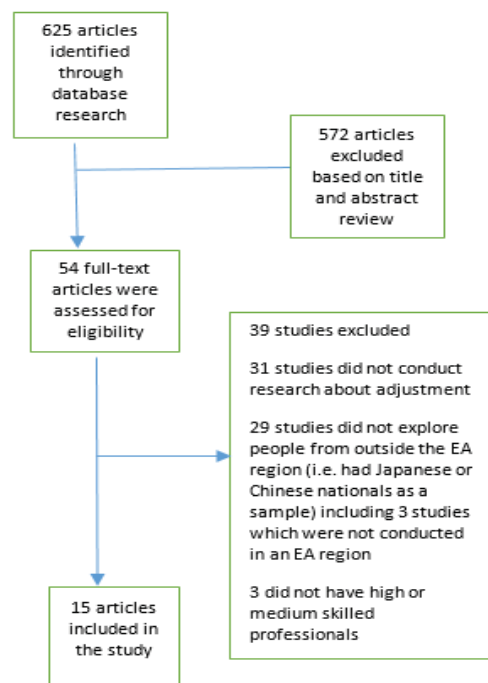 625 articles
identified
through
database
research
572 articles
excluded
based on title
and abstract
review
54 full-text
articles were
assessed for
eligibility
39 studies excluded
31 studies did not conduct
research about adjustment
29 studies did not explore
people from outside the EA
region (i.e. had Japanese or
Chinese nationals as a
sample) including 3 studies
which were not conducted
in an EA region
3 did not have high or
medium skilled
professionals
15 articles
included in
the study